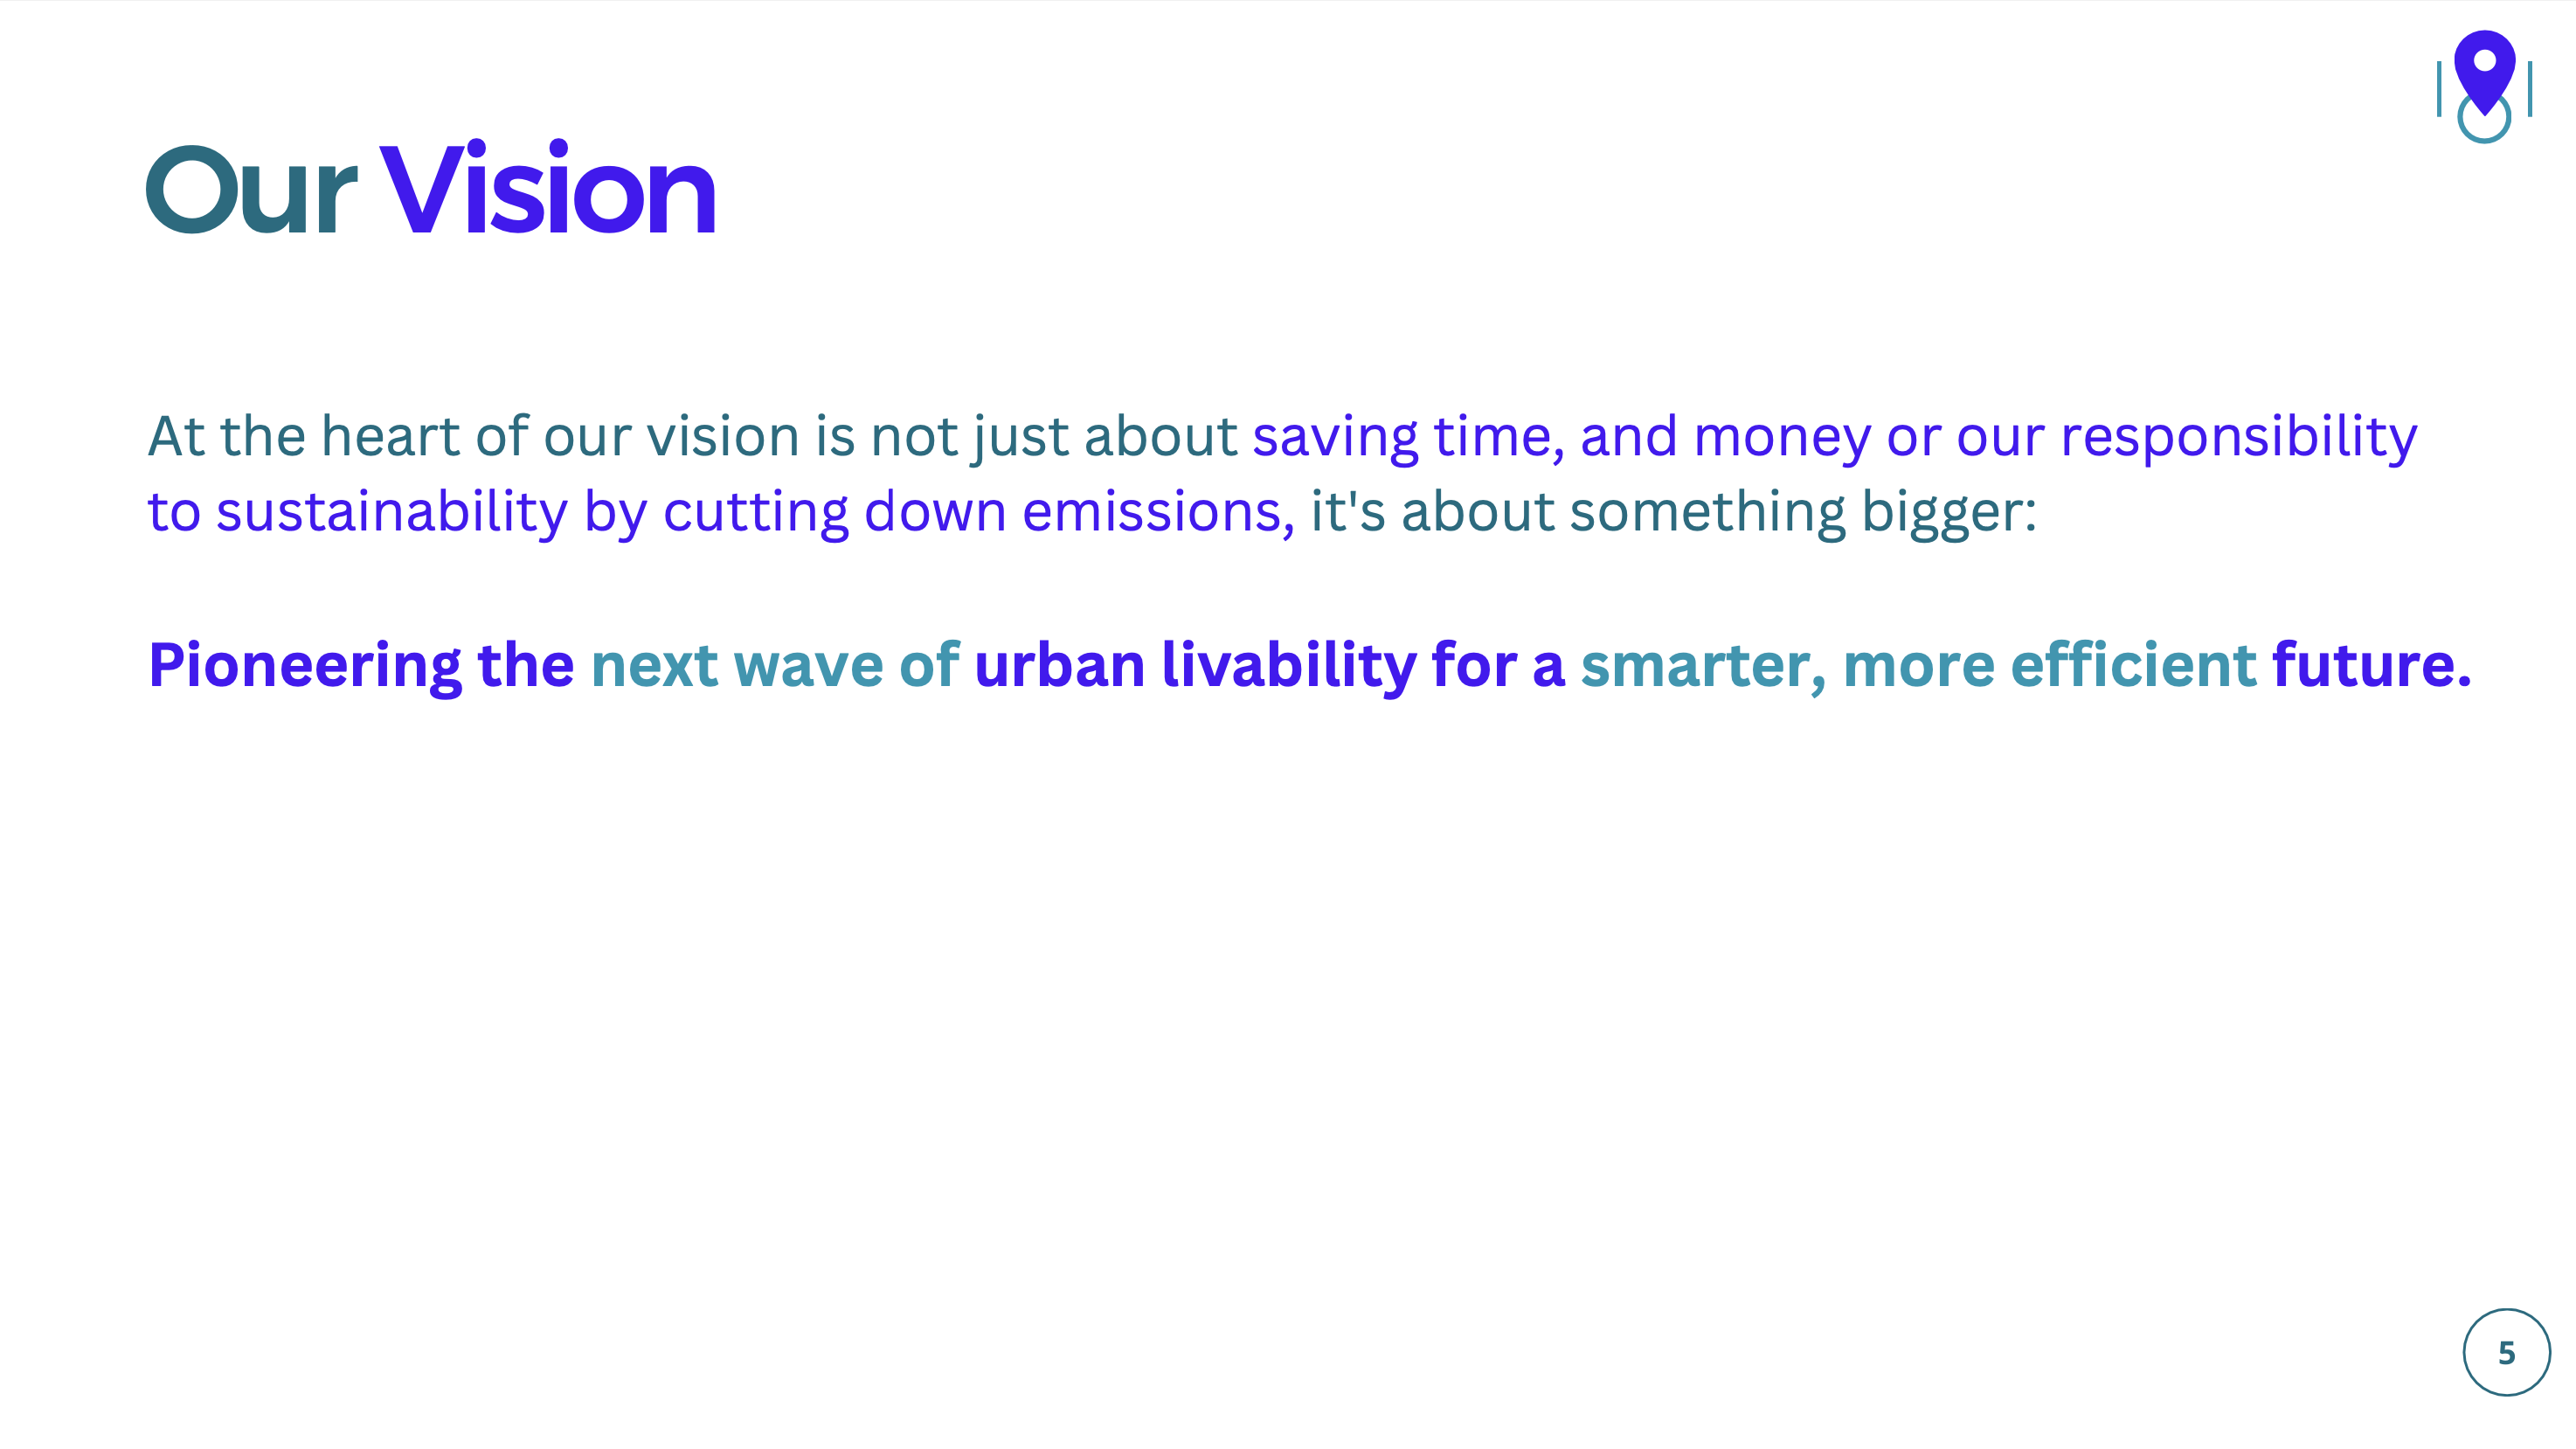 Our Vision
At the heart of our vision is not just about saving time, and money or our responsibility
to sustainability by cutting down emissions, it's about something bigger:
Pioneering the next wave of urban livability for a smarter, more efficient future.
5